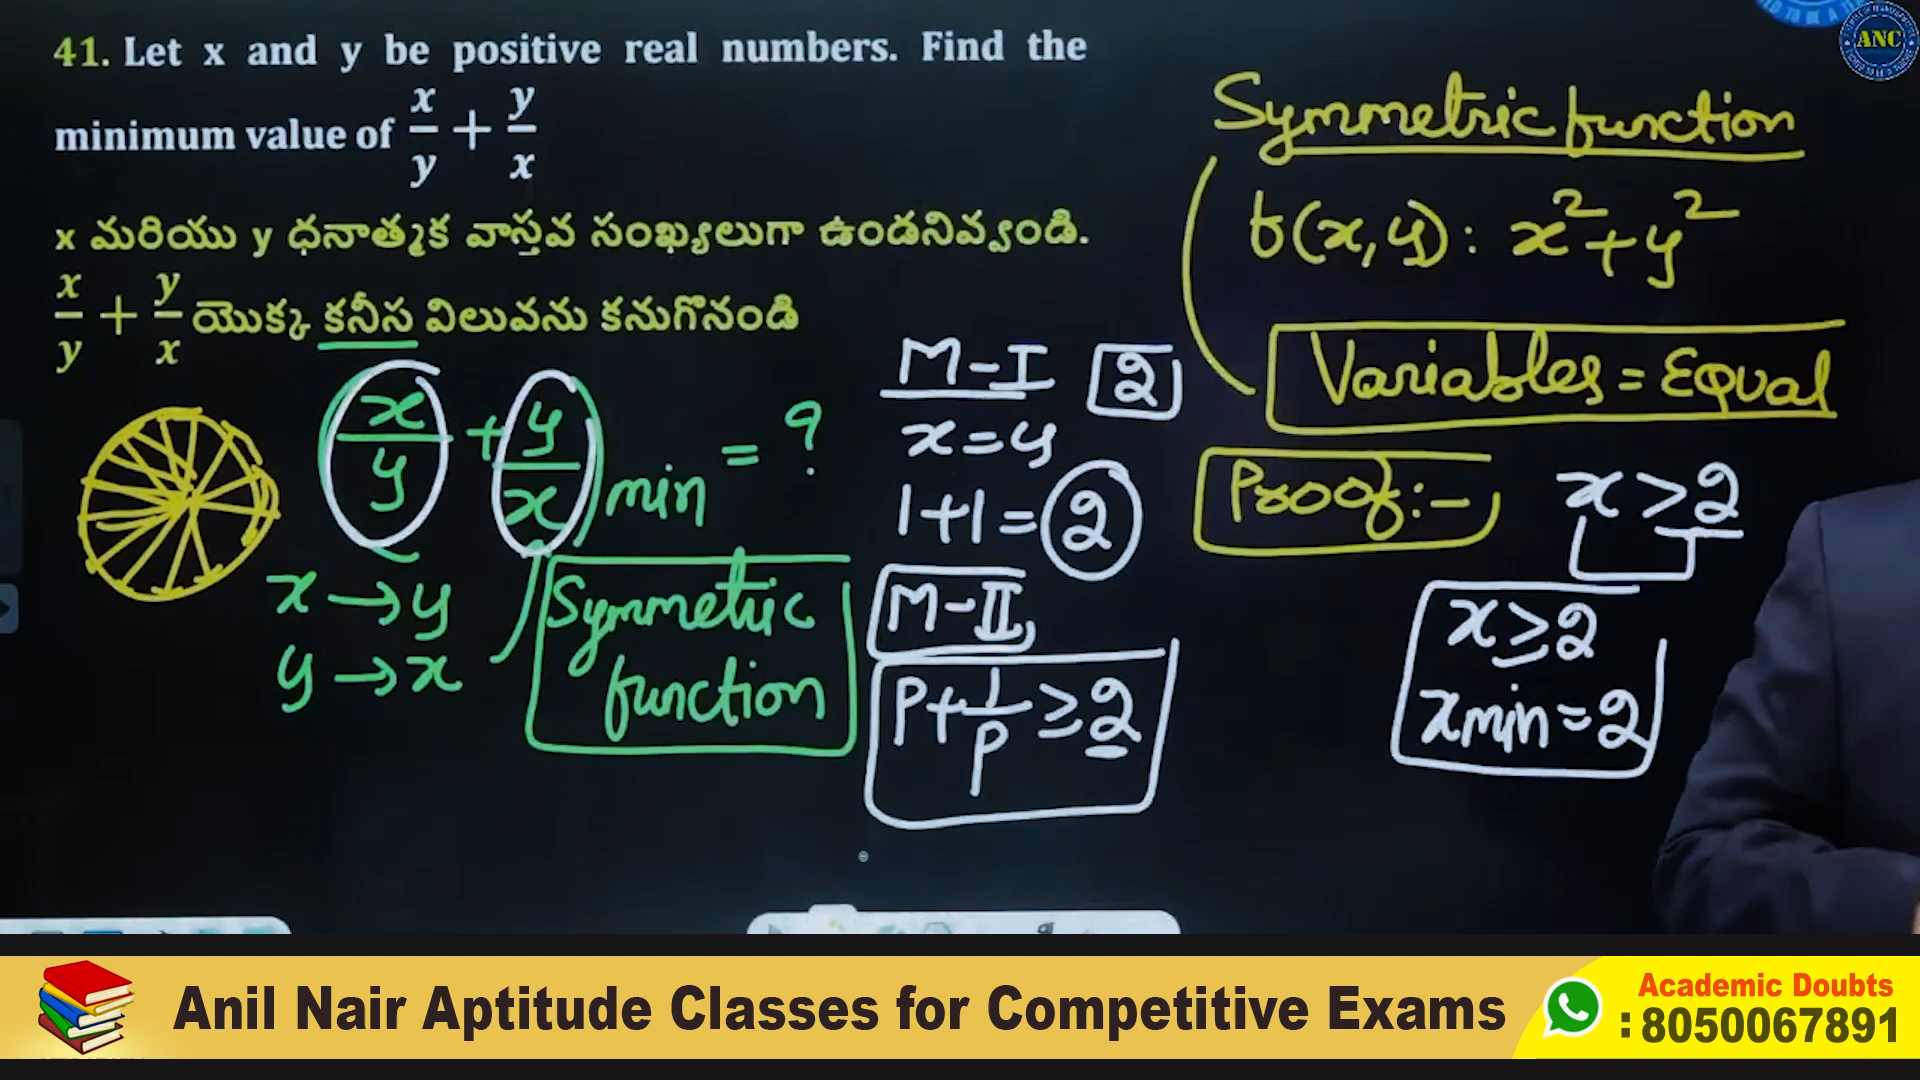 41. Let x and y be positive real numbers. Find the
minimum value of x/y + y/x
x మరియు y ధనాత్మక వాస్తవ సంఖ్యలుగా ఉండనివ్వండి.
x/y + y/x యొక్క కనీస విలువను కనుగొనండి
x/y + y/x min = ?
x → y
y → x
Symmetric
function
M-I 2
x = y
1+1 = 2
M-II
P + 1/P ≥ 2
Symmetric function
f(x, y) : x² + y²
Variables = Equal
Proof :-
x > 2
x ≥ 2
x min = 2
ANC
Anil Nair Aptitude Classes for Competitive Exams
Academic Doubts
: 8050067891